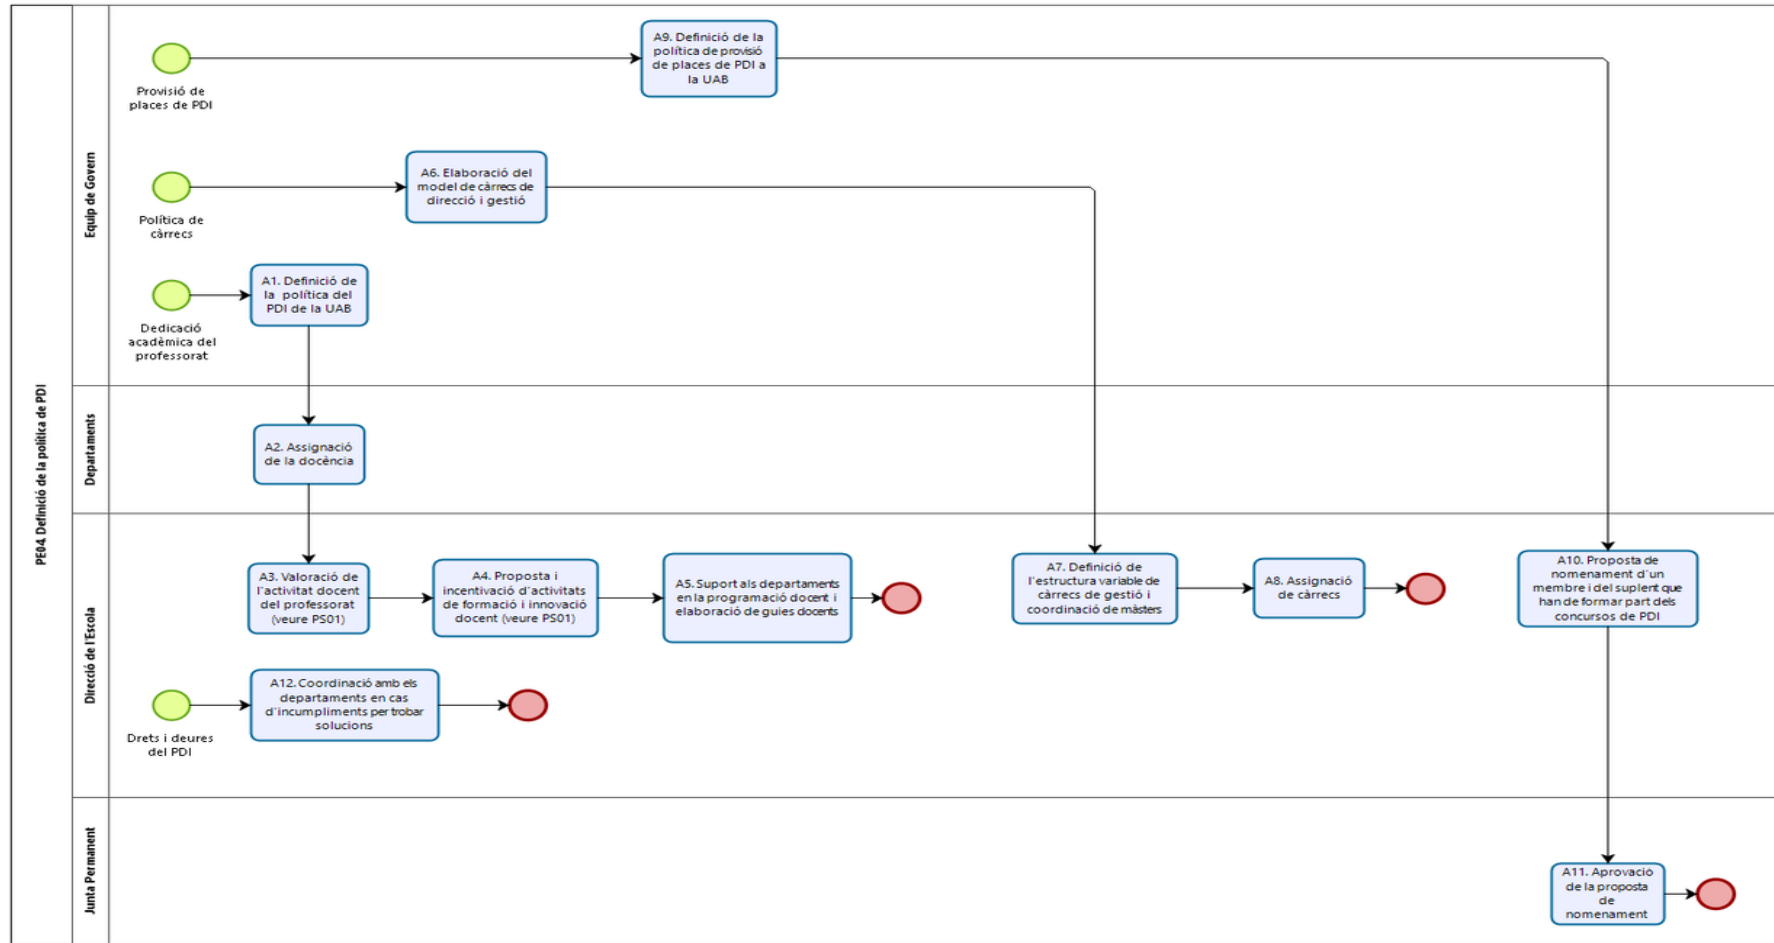 PE04. Definició de la política de PDI
Equip de Govern
Provisió de
places de PDI
A9. Definició de la
política de provisió
de places de PDI a
la UAB
Política de
càrrecs
A6. Elaboració del
model de càrrecs de
direcció i gestió
Dedicació
acadèmica del
professorat
A1. Definició de
la política del
PDI de la UAB
Departaments
A2. Assignació
de la docència
Direcció de l'Escola
A3. Valoració de
l'activitat docent
del professorat
(veure PS01)
A4. Proposta i
incentivació d'activitats
de formació i innovació
docent (veure PS01)
A5. Suport als departaments
en la programació docent i
elaboració de guies docents
A7. Definició de
l'estructura variable de
càrrecs de gestió i
coordinació de màsters
A8. Assignació
de càrrecs
A10. Proposta de
nomenament d'un
membre i del suplent que
han de formar part dels
concursos de PDI
Drets i deures
del PDI
A12. Coordinació amb els
departaments en cas
d'incumpliments per trobar
solucions
Junta Permanent
A11. Aprovació
de la proposta
de
nomenament